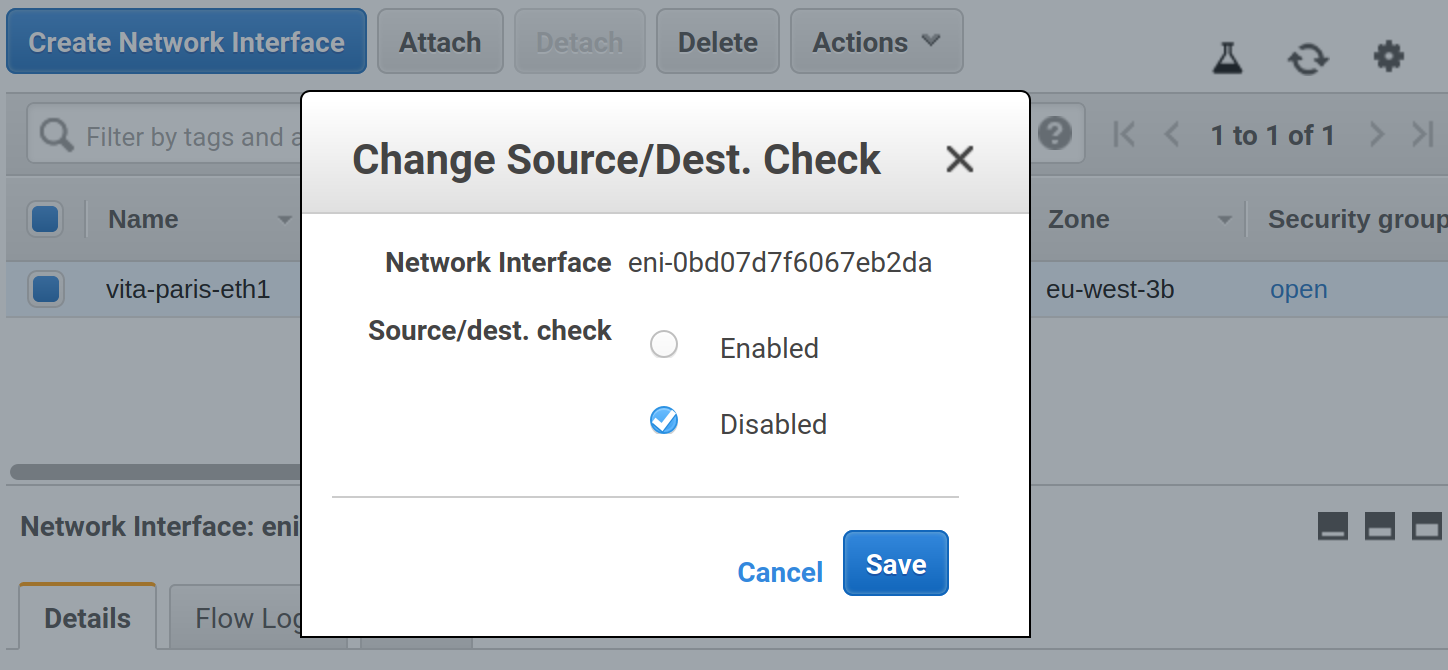 Create Network Interface Attach Detach Delete Actions
Filter by tags and a
1 to 1 of 1
Change Source/Dest. Check
Name Zone Security group
Network Interface eni-0bd07d7f6067eb2da
vita-paris-eth1 eu-west-3b open
Source/dest. check Enabled
Disabled
Network Interface: eni
Cancel Save
Details Flow Log